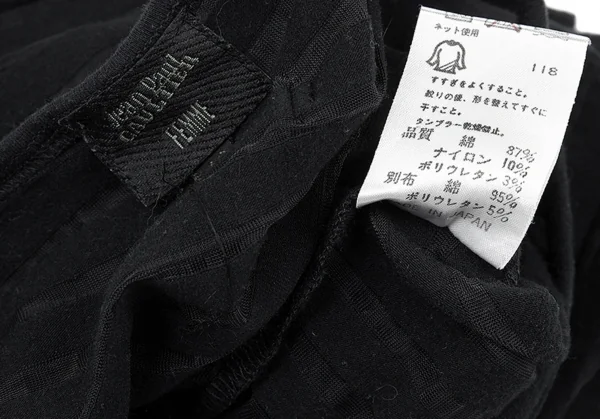 Jean Paul
GAULTIER
FEMME
ネット使用
118
すすぎをよくすること。
絞りの後、形を整えてすぐに
干すこと。
タンブラー乾燥禁止。
品質 綿 87%
ナイロン 10%
ポリウレタン 3%
別布 綿 95%
ポリウレタン 5%
IN JAPAN